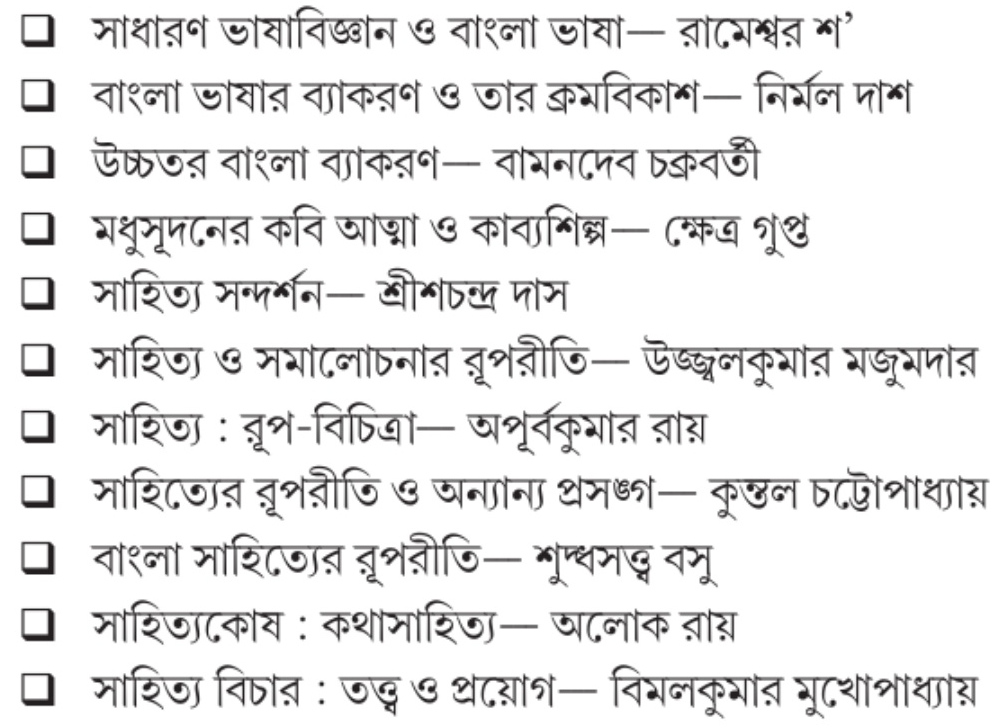 ❑ সাধারণ ভাষাবিজ্ঞান ও বাংলা ভাষা— রামেশ্বর শ’
❑ বাংলা ভাষার ব্যাকরণ ও তার ক্রমবিকাশ— নির্মল দাশ
❑ উচ্চতর বাংলা ব্যাকরণ— বামনদেব চক্রবর্তী
❑ মধুসূদনের কবি আত্মা ও কাব্যশিল্প— ক্ষেত্র গুপ্ত
❑ সাহিত্য সন্দর্শন— শ্রীশচন্দ্র দাস
❑ সাহিত্য ও সমালোচনার রূপরীতি— উজ্জ্বলকুমার মজুমদার
❑ সাহিত্য : রূপ-বিচিত্রা— অপূর্বকুমার রায়
❑ সাহিত্যের রূপরীতি ও অন্যান্য প্রসঙ্গ— কুন্তল চট্টোপাধ্যায়
❑ বাংলা সাহিত্যের রূপরীতি— শুদ্ধসত্ত্ব বসু
❑ সাহিত্যকোষ : কথাসাহিত্য— অলোক রায়
❑ সাহিত্য বিচার : তত্ত্ব ও প্রয়োগ— বিমলকুমার মুখোপাধ্যায়